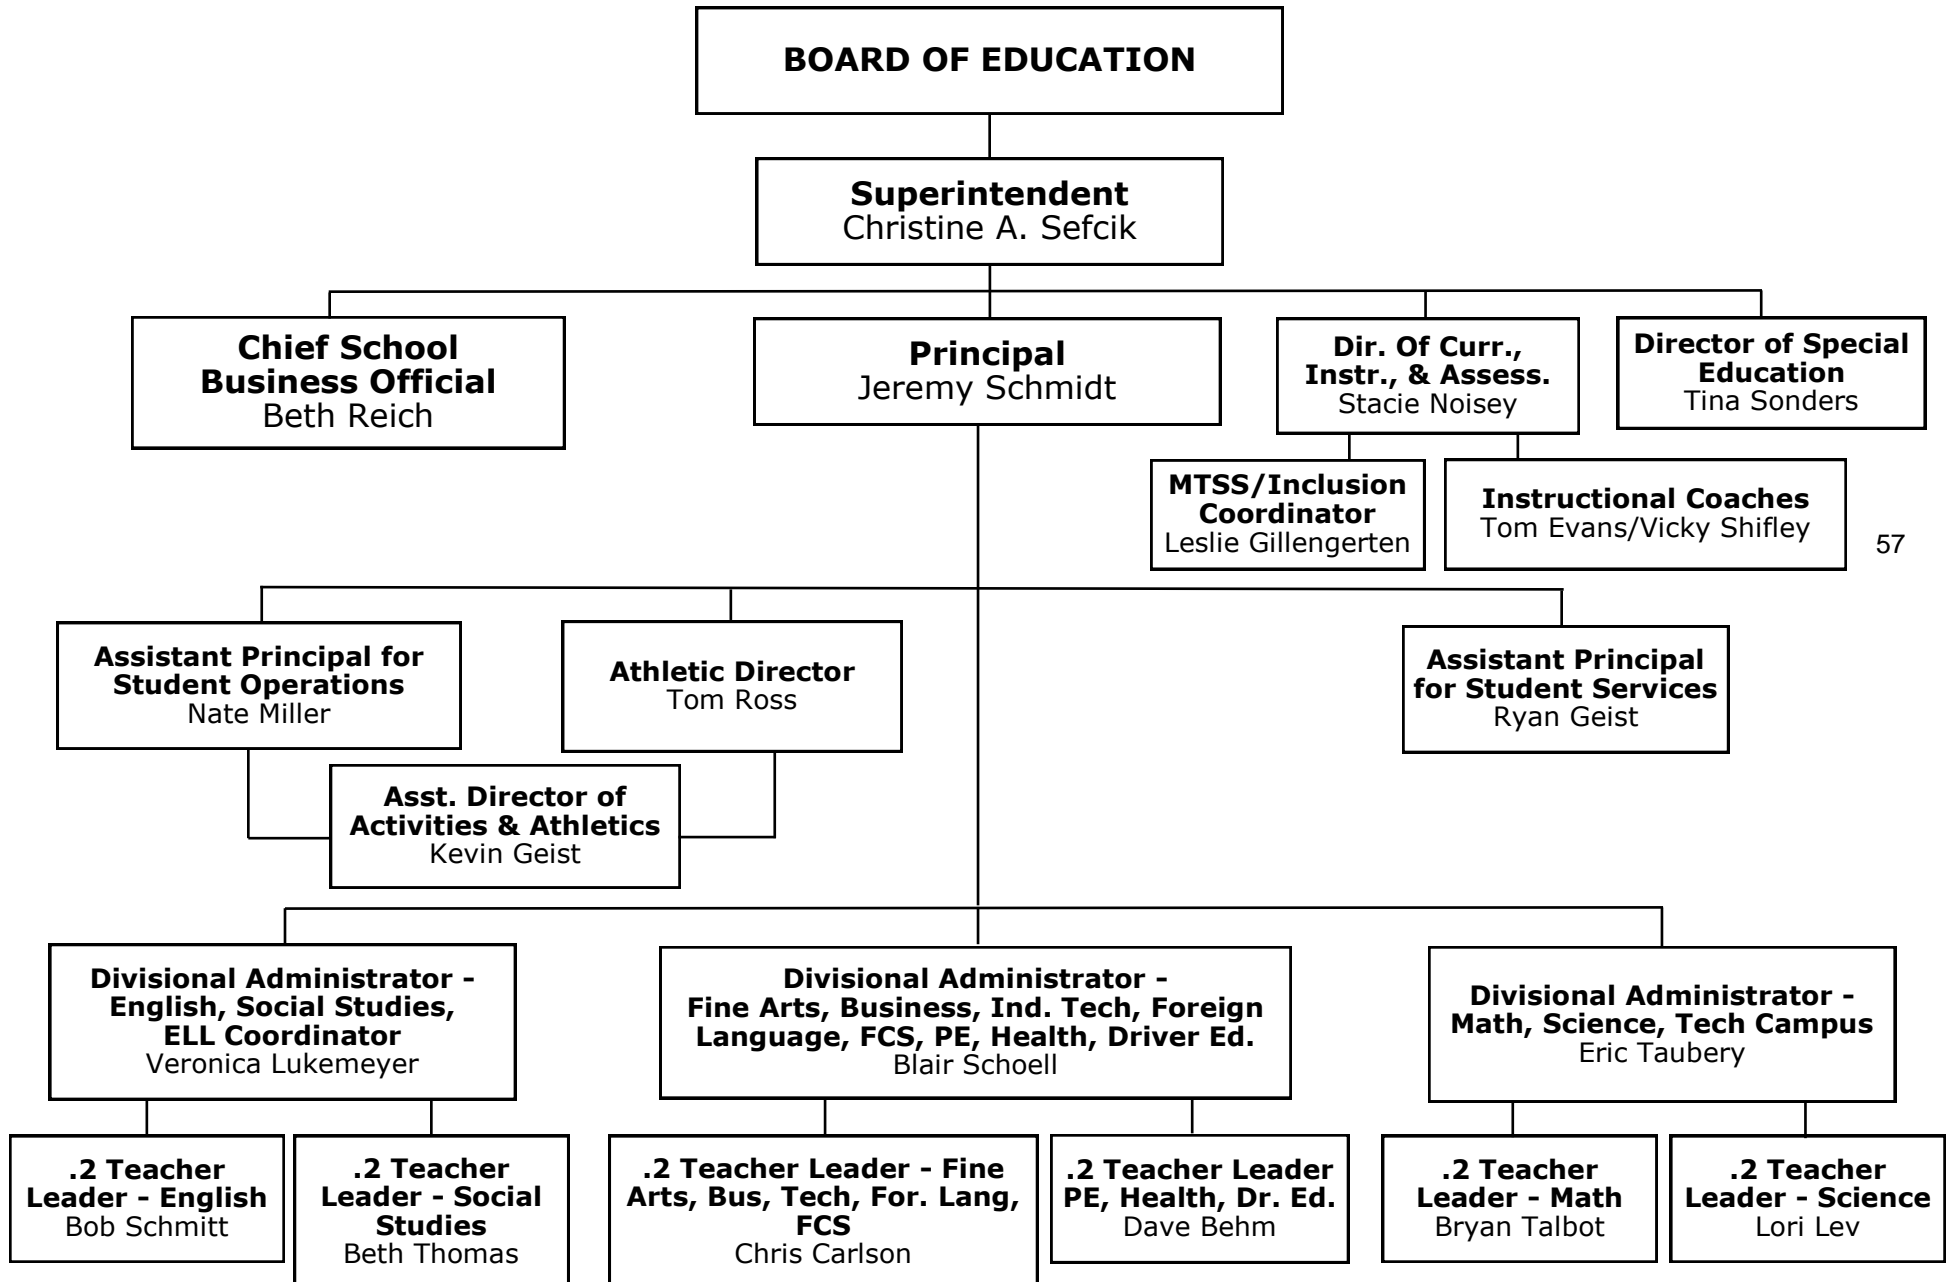 BOARD OF EDUCATION
Superintendent
Christine A. Sefcik
Chief School
Business Official
Beth Reich
Principal
Jeremy Schmidt
Dir. Of Curr.,
Instr., & Assess.
Stacie Noisey
Director of Special
Education
Tina Sonders
MTSS/Inclusion
Coordinator
Leslie Gillengerten
Instructional Coaches
Tom Evans/Vicky Shifley
57
Assistant Principal for
Student Operations
Nate Miller
Athletic Director
Tom Ross
Assistant Principal
for Student Services
Ryan Geist
Asst. Director of
Activities & Athletics
Kevin Geist
Divisional Administrator -
English, Social Studies,
ELL Coordinator
Veronica Lukemeyer
Divisional Administrator -
Fine Arts, Business, Ind. Tech, Foreign
Language, FCS, PE, Health, Driver Ed.
Blair Schoell
Divisional Administrator -
Math, Science, Tech Campus
Eric Taubery
.2 Teacher
Leader - English
Bob Schmitt
.2 Teacher
Leader - Social
Studies
Beth Thomas
.2 Teacher Leader - Fine
Arts, Bus, Tech, For. Lang,
FCS
Chris Carlson
.2 Teacher Leader
PE, Health, Dr. Ed.
Dave Behm
.2 Teacher
Leader - Math
Bryan Talbot
.2 Teacher
Leader - Science
Lori Lev